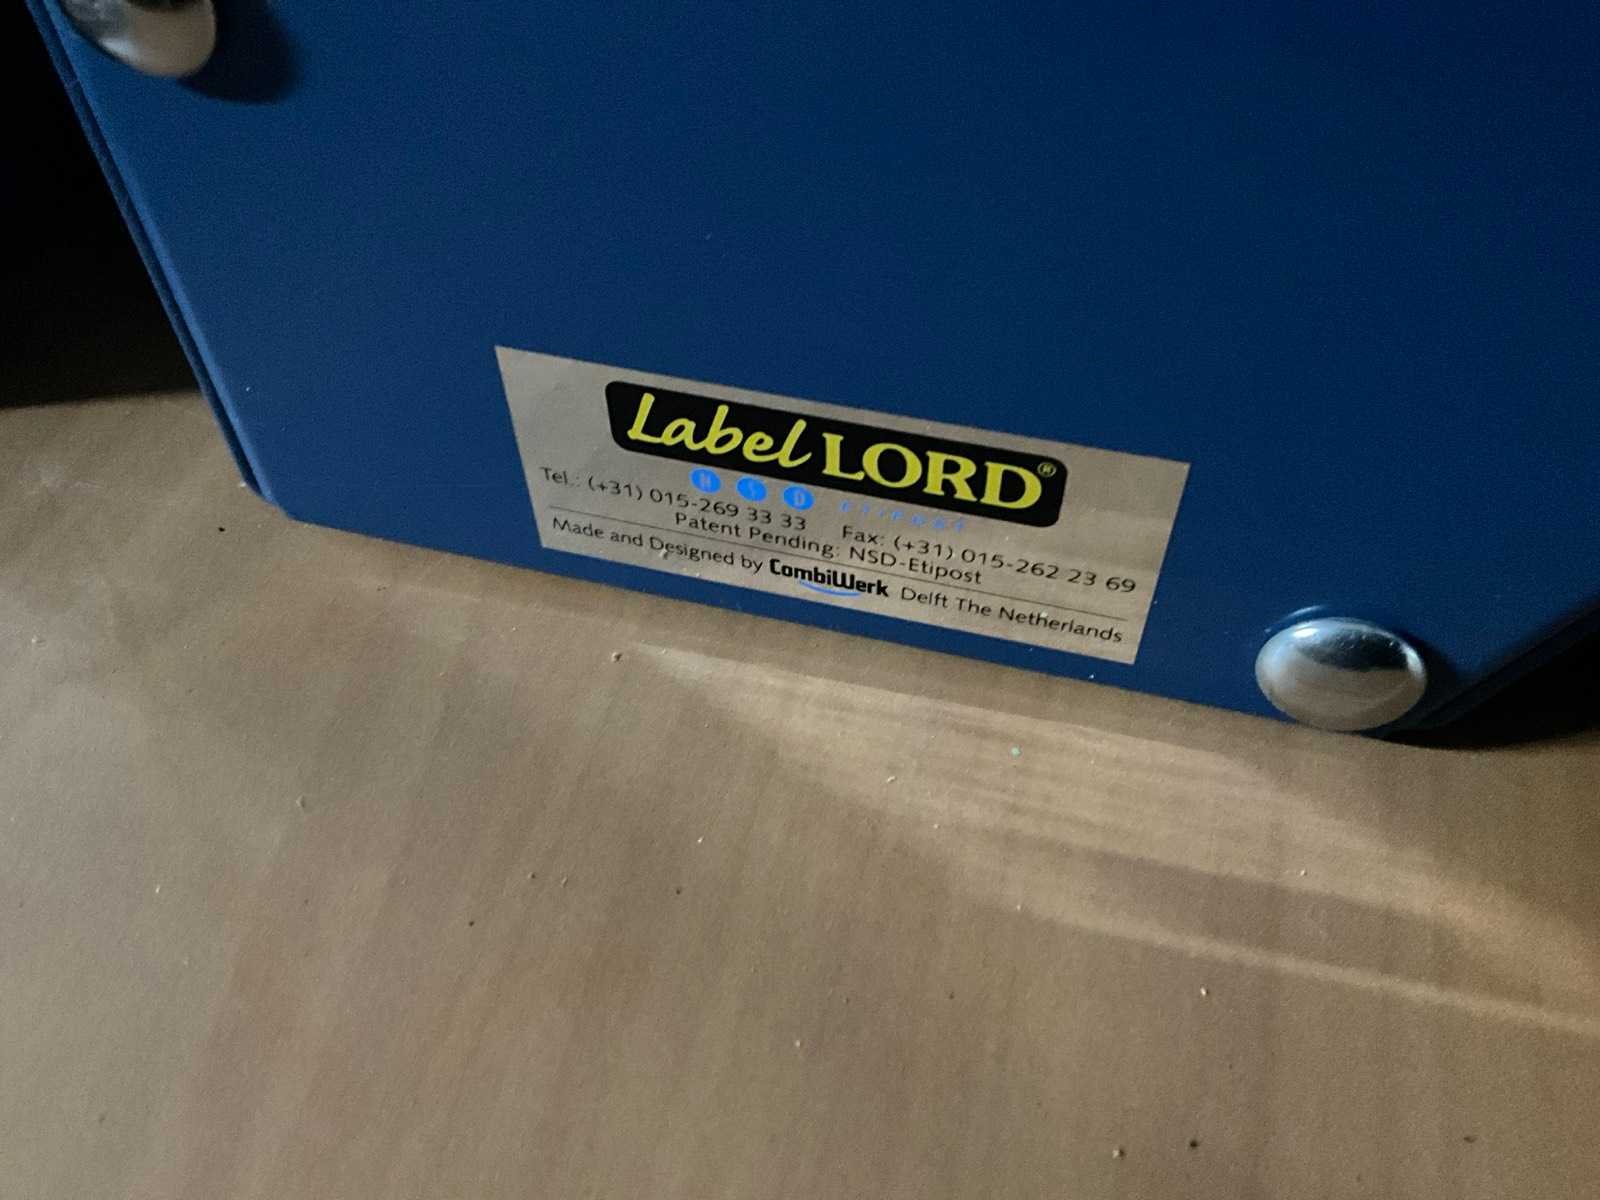 Label LORD®
NSD ETIPOST
Tel.: (+31) 015-269 33 33 Fax: (+31) 015-262 23 69
Patent Pending: NSD-Etipost
Made and Designed by CombiWerk Delft The Netherlands